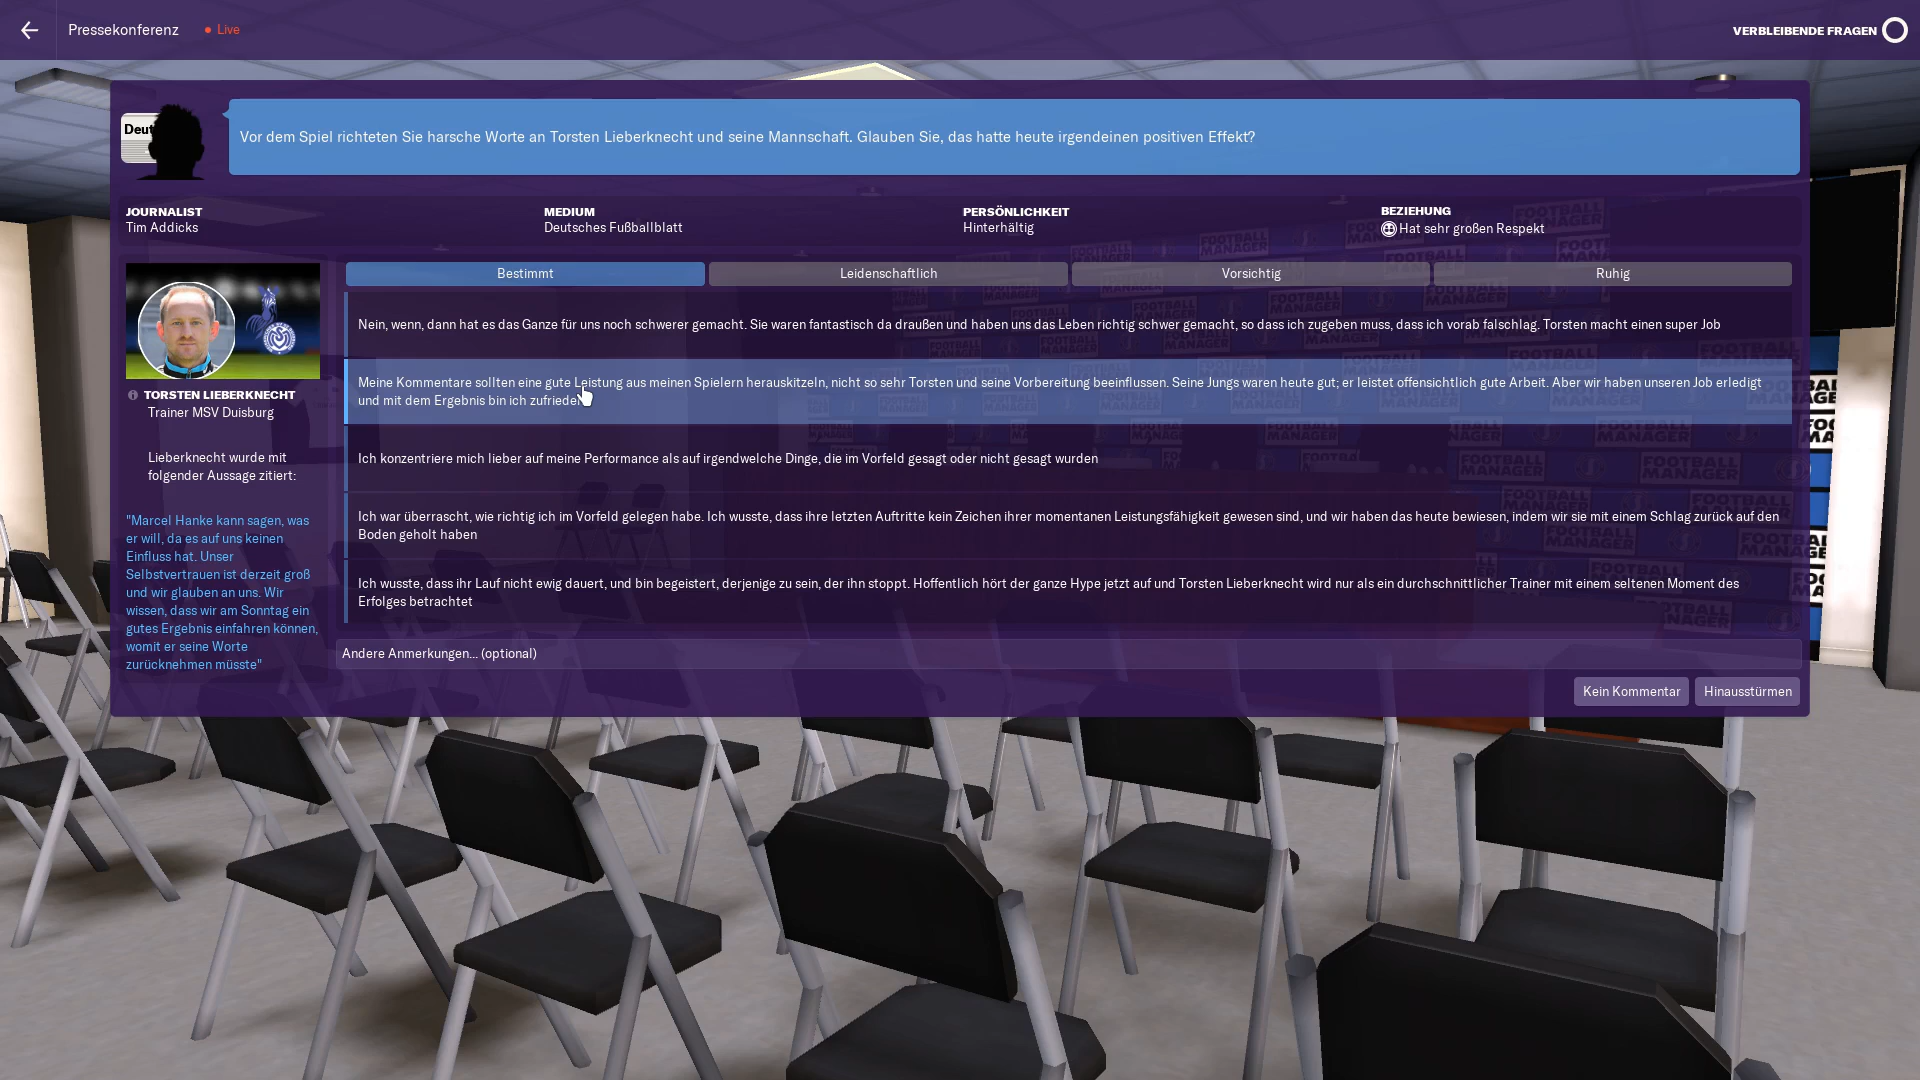 Pressekonferenz
Live
VERBLEIBENDE FRAGEN
Deut
Vor dem Spiel richteten Sie harsche Worte an Torsten Lieberknecht und seine Mannschaft. Glauben Sie, das hatte heute irgendeinen positiven Effekt?
JOURNALIST
Tim Addicks
MEDIUM
Deutsches Fußballblatt
PERSÖNLICHKEIT
Hinterhältig
BEZIEHUNG
Hat sehr großen Respekt
TORSTEN LIEBERKNECHT
Trainer MSV Duisburg
Lieberknecht wurde mit
folgender Aussage zitiert:
"Marcel Hanke kann sagen, was
er will, da es auf uns keinen
Einfluss hat. Unser
Selbstvertrauen ist derzeit groß
und wir glauben an uns. Wir
wissen, dass wir am Sonntag ein
gutes Ergebnis einfahren können,
womit er seine Worte
zurücknehmen müsste"
Bestimmt
Leidenschaftlich
Vorsichtig
Ruhig
Nein, wenn, dann hat es das Ganze für uns noch schwerer gemacht. Sie waren fantastisch da draußen und haben uns das Leben richtig schwer gemacht, so dass ich zugeben muss, dass ich vorab falschlag. Torsten macht einen super Job
Meine Kommentare sollten eine gute Leistung aus meinen Spielern herauskitzeln, nicht so sehr Torsten und seine Vorbereitung beeinflussen. Seine Jungs waren heute gut; er leistet offensichtlich gute Arbeit. Aber wir haben unseren Job erledigt
und mit dem Ergebnis bin ich zufrieden
Ich konzentriere mich lieber auf meine Performance als auf irgendwelche Dinge, die im Vorfeld gesagt oder nicht gesagt wurden
Ich war überrascht, wie richtig ich im Vorfeld gelegen habe. Ich wusste, dass ihre letzten Auftritte kein Zeichen ihrer momentanen Leistungsfähigkeit gewesen sind, und wir haben das heute bewiesen, indem wir sie mit einem Schlag zurück auf den
Boden geholt haben
Ich wusste, dass ihr Lauf nicht ewig dauert, und bin begeistert, derjenige zu sein, der ihn stoppt. Hoffentlich hört der ganze Hype jetzt auf und Torsten Lieberknecht wird nur als ein durchschnittlicher Trainer mit einem seltenen Moment des
Erfolges betrachtet
Andere Anmerkungen... (optional)
Kein Kommentar
Hinausstürmen
FOOTBALL
MANAGER